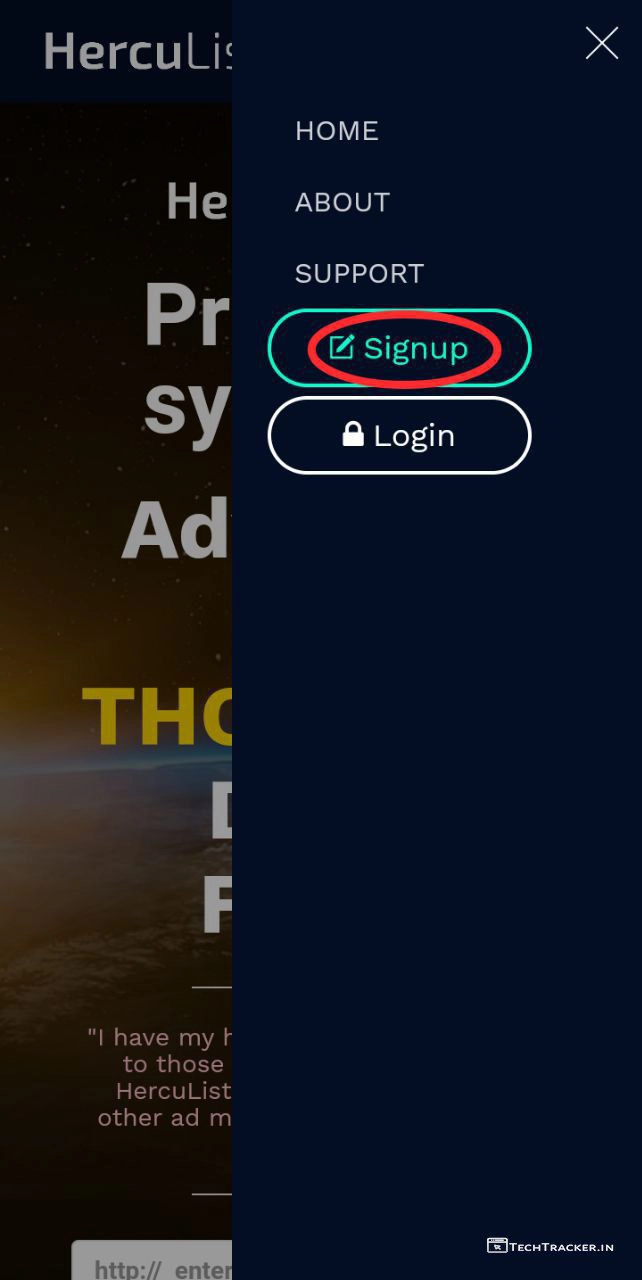 HercuLis
HOME
ABOUT
SUPPORT
Signup
Login
He
Pr
sy
Ad
THO
D
F
"I have my h
to those
HercuList
other ad m
http:// enter
TECHTRACKER.IN